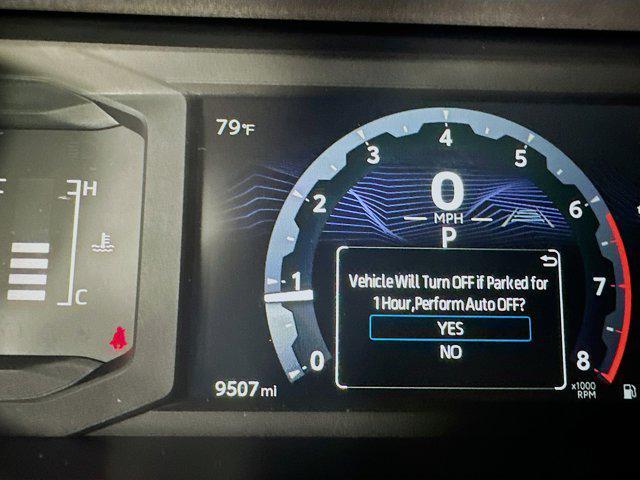 79°F
H
C
0
1
2
3
4
5
6
7
8
x1000
RPM
0
MPH
P
Vehicle Will Turn OFF if Parked for
1 Hour,Perform Auto OFF?
YES
NO
9507 mi